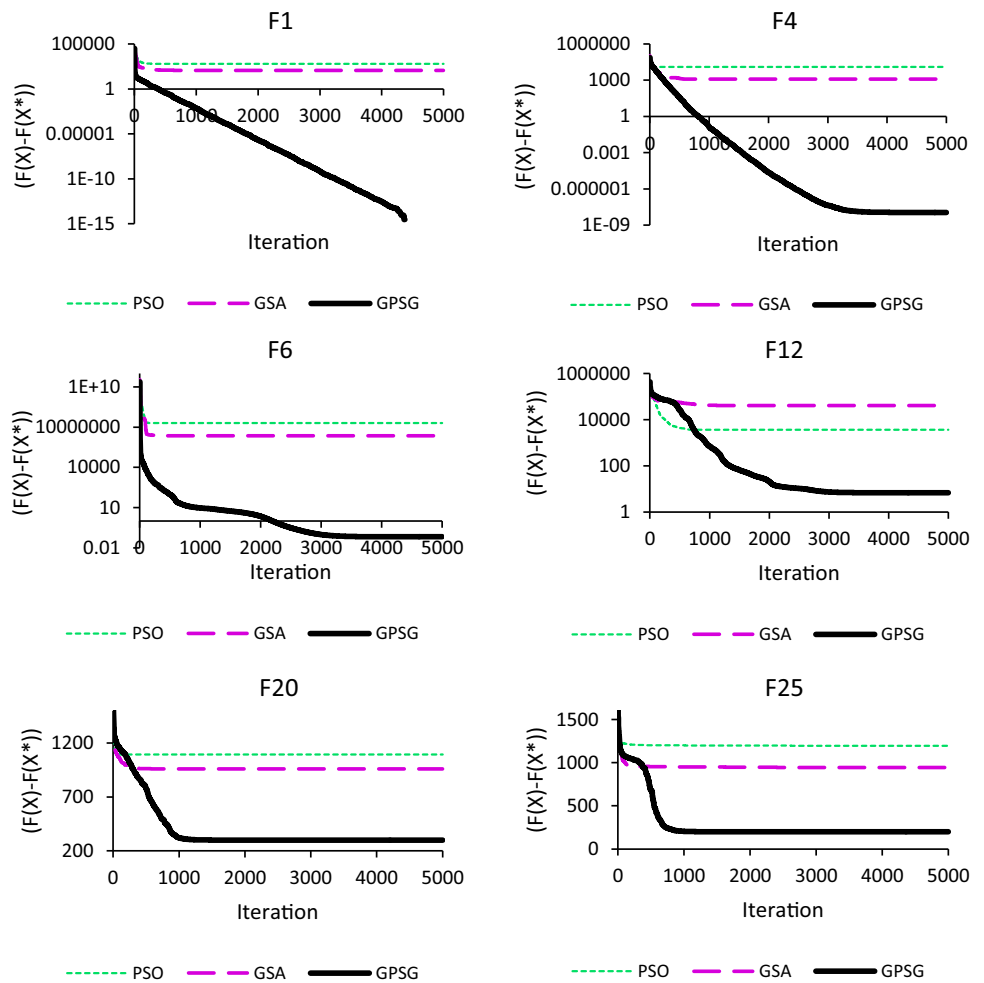 F1
(F(X)-F(X*))
100000
1
0.00001
1E-10
1E-15
0 1000 2000 3000 4000 5000
Iteration
PSO GSA GPSG
F4
(F(X)-F(X*))
1000000
1000
1
0.001
0.000001
1E-09
0 1000 2000 3000 4000 5000
Iteration
PSO GSA GPSG
F6
(F(X)-F(X*))
1E+10
10000000
10000
10
0.01
0 1000 2000 3000 4000 5000
Iteration
PSO GSA GPSG
F12
(F(X)-F(X*))
1000000
10000
100
1
0 1000 2000 3000 4000 5000
Iteration
PSO GSA GPSG
F20
(F(X)-F(X*))
1200
700
200
0 1000 2000 3000 4000 5000
Iteration
PSO GSA GPSG
F25
(F(X)-F(X*))
1500
1000
500
0
0 1000 2000 3000 4000 5000
Iteration
PSO GSA GPSG